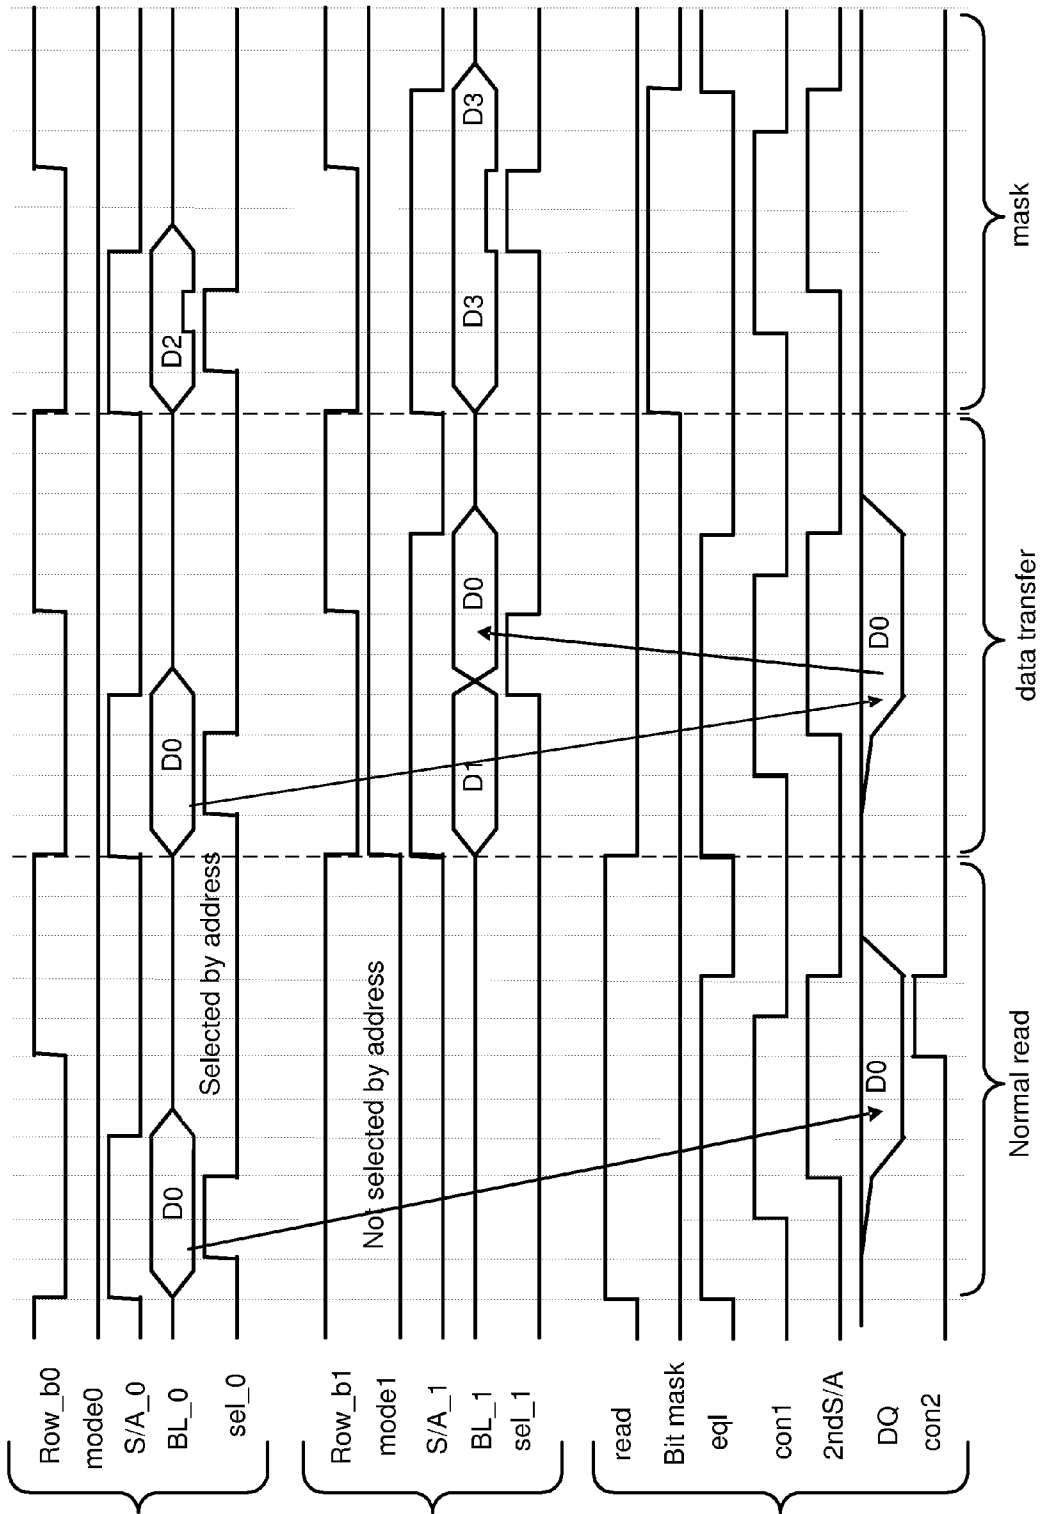 Row_b0
mode0
S/A_0
BL_0
D0
D0
D2
sel_0
Selected by address
Row_b1
mode1
Not selected by address
S/A_1
BL_1
D1
D0
D3
D3
sel_1
read
Bit mask
eql
con1
2ndS/A
DQ
D0
D0
con2
Normal read
data transfer
mask